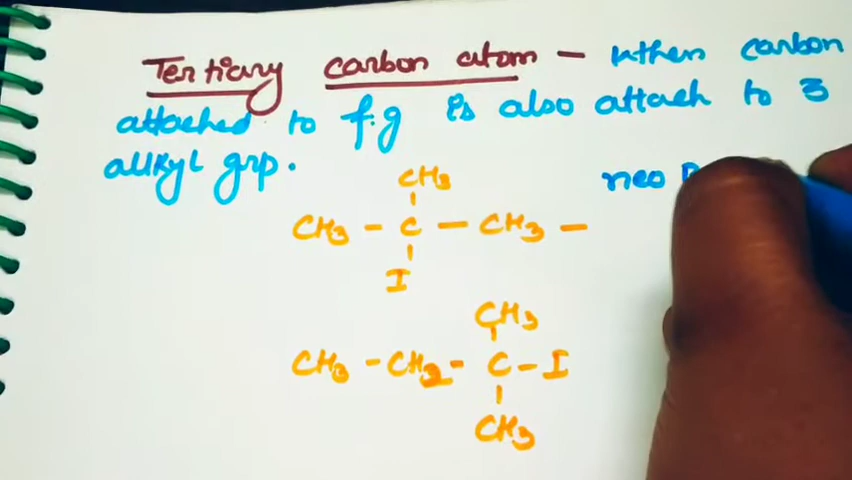 Tertiary carbon atom - when carbon
attached to f.g is also attach to 3
alkyl grp.
neo
CH3
CH3 - C - CH3 -
I
CH3
CH3 - CH2 - C - I
CH3